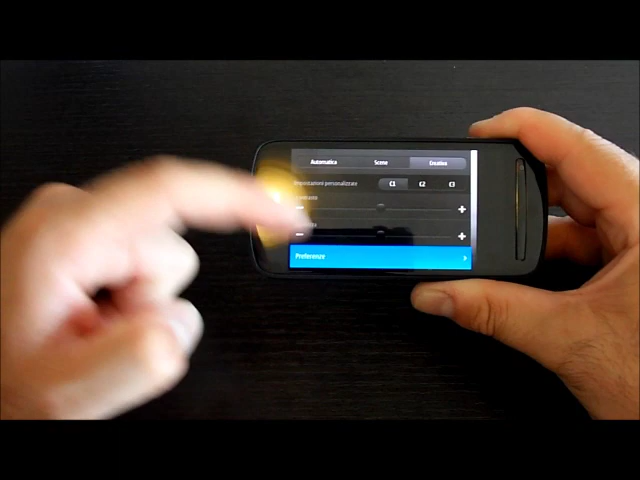 Automatica Scene Creativo
Impostazioni personalizzate C1 C2 C3
Preferenze